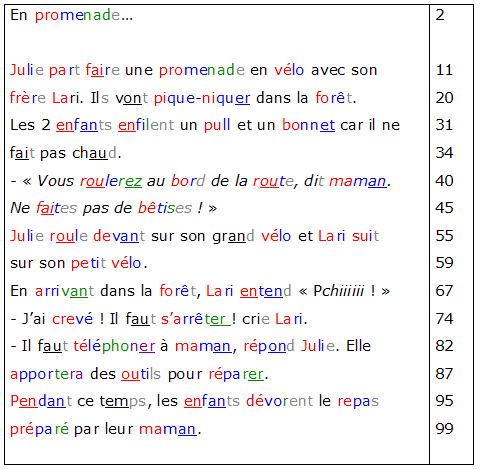 En promenade... 2
Julie part faire une promenade en vélo avec son 11
frère Lari. Ils vont pique-niquer dans la forêt. 20
Les 2 enfants enfilent un pull et un bonnet car il ne 31
fait pas chaud. 34
- « Vous roulerez au bord de la route, dit maman. 40
Ne faites pas de bêtises ! » 45
Julie roule devant sur son grand vélo et Lari suit 55
sur son petit vélo. 59
En arrivant dans la forêt, Lari entend « Pchiiiiii ! » 67
- J’ai crevé ! Il faut s’arrêter ! crie Lari. 74
- Il faut téléphoner à maman, répond Julie. Elle 82
apportera des outils pour réparer. 87
Pendant ce temps, les enfants dévorent le repas 95
préparé par leur maman. 99